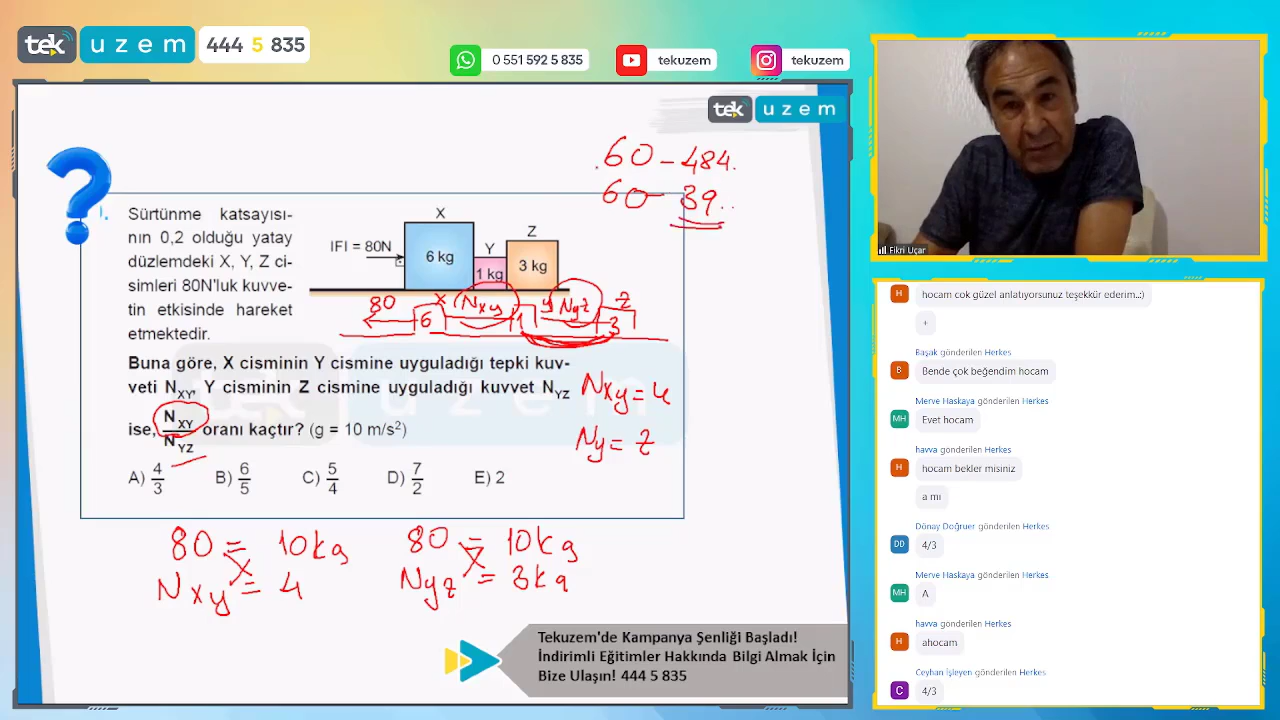 tek uzem 444 5 835
0 551 592 5 835
tekuzem
tekuzem
tek uzem
60 - 484
60 - 39
1.
Sürtünme katsayısı-
nın 0,2 olduğu yatay
düzlemdeki X, Y, Z ci-
simleri 80N'luk kuvve-
tin etkisinde hareket
etmektedir.
X
Y
Z
IFI = 80N
6 kg
1 kg
3 kg
80
X
Nxy
y
Nyz
z
6
1
3
Buna göre, X cisminin Y cismine uyguladığı tepki kuv-
veti NXY, Y cisminin Z cismine uyguladığı kuvvet NYZ
ise, NXY/NYZ oranı kaçtır? (g = 10 m/s²)
A) 4/3 B) 6/5 C) 5/4 D) 7/2 E) 2
Nxy = 4
Ny = z
80 = 10kg
Nxy = 4
80 = 10kg
Nyz = 3kg
Tekuzem'de Kampanya Şenliği Başladı!
İndirimli Eğitimler Hakkında Bilgi Almak İçin
Bize Ulaşın! 444 5 835
Fikri Uçar
H
hocam cok güzel anlatıyorsunuz teşekkür ederim..:)
+
Başak gönderilen Herkes
B
Bende çok beğendim hocam
Merve Haskaya gönderilen Herkes
MH
Evet hocam
havva gönderilen Herkes
H
hocam bekler misiniz
a mı
Dönay Doğruer gönderilen Herkes
DD
4/3
Merve Haskaya gönderilen Herkes
MH
A
havva gönderilen Herkes
H
ahocam
Ceyhan İşleyen gönderilen Herkes
C
4/3